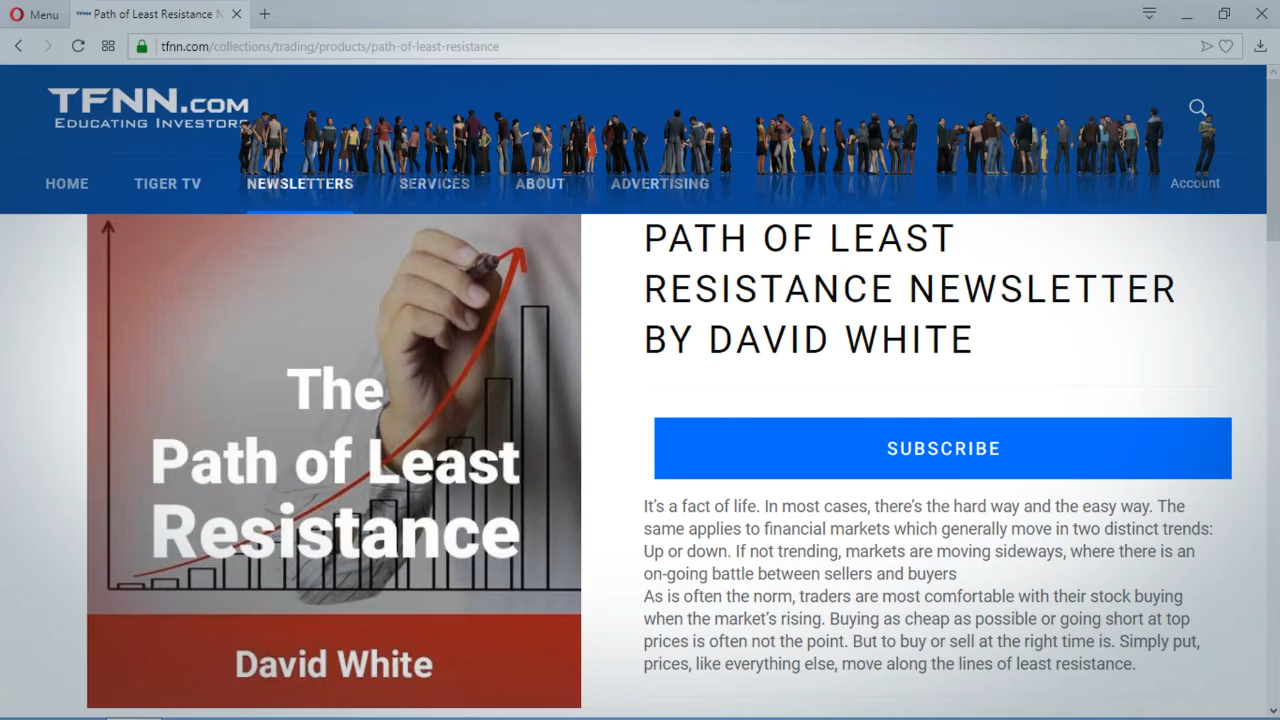 Menu
Path of Least Resistance N
tfnn.com/collections/trading/products/path-of-least-resistance
TFNN.COM
EDUCATING INVESTORS
HOME
TIGER TV
NEWSLETTERS
SERVICES
ABOUT
ADVERTISING
Account
The
Path of Least
Resistance
David White
PATH OF LEAST
RESISTANCE NEWSLETTER
BY DAVID WHITE
SUBSCRIBE
It's a fact of life. In most cases, there's the hard way and the easy way. The
same applies to financial markets which generally move in two distinct trends:
Up or down. If not trending, markets are moving sideways, where there is an
on-going battle between sellers and buyers
As is often the norm, traders are most comfortable with their stock buying
when the market's rising. Buying as cheap as possible or going short at top
prices is often not the point. But to buy or sell at the right time is. Simply put,
prices, like everything else, move along the lines of least resistance.